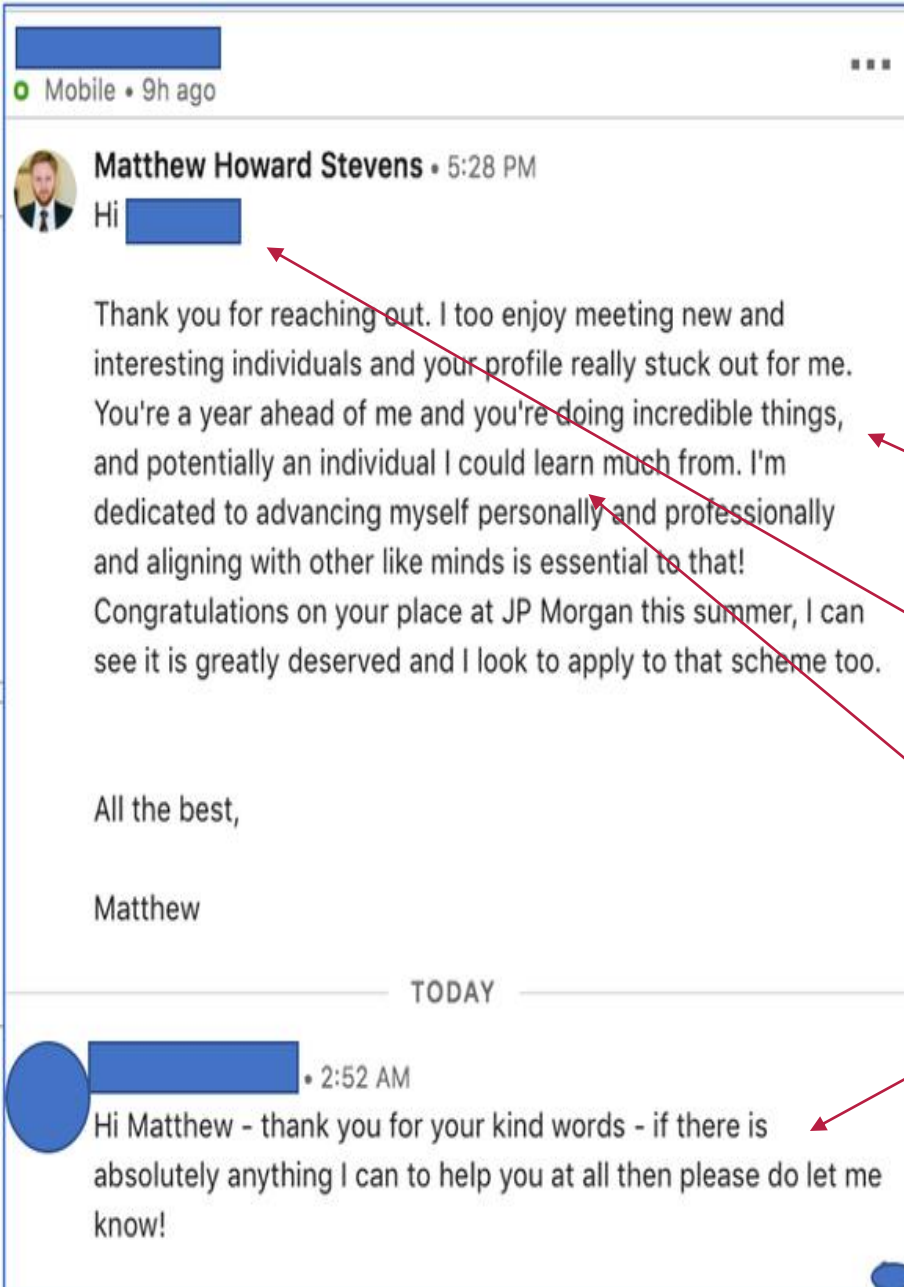 Mobile • 9h ago
Matthew Howard Stevens • 5:28 PM
Hi
Thank you for reaching out. I too enjoy meeting new and
interesting individuals and your profile really stuck out for me.
You're a year ahead of me and you're doing incredible things,
and potentially an individual I could learn much from. I'm
dedicated to advancing myself personally and professionally
and aligning with other like minds is essential to that!
Congratulations on your place at JP Morgan this summer, I can
see it is greatly deserved and I look to apply to that scheme too.
All the best,
Matthew
TODAY
• 2:52 AM
Hi Matthew - thank you for your kind words - if there is
absolutely anything I can to help you at all then please do let me
know!